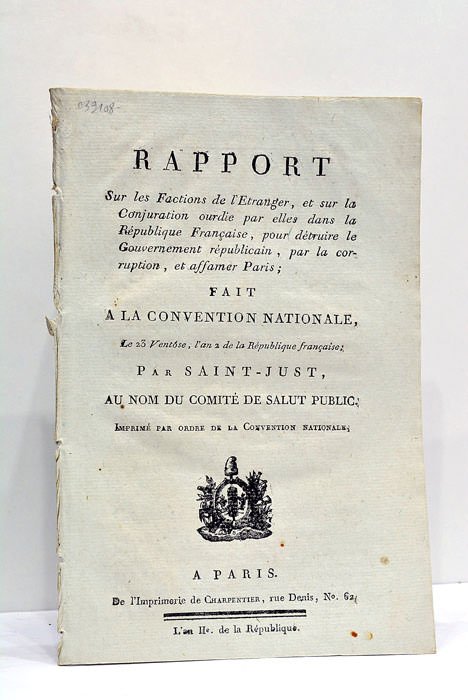 039108-
RAPPORT
Sur les Factions de l'Etranger, et sur la
Conjuration ourdie par elles dans la
République Française, pour détruire le
Gouvernement républicain, par la cor-
ruption, et affamer Paris;
FAIT
A LA CONVENTION NATIONALE,
Le 23 Ventôse, l'an 2 de la République française;
PAR SAINT-JUST,
AU NOM DU COMITÉ DE SALUT PUBLIC;
IMPRIMÉ PAR ORDRE DE LA CONVENTION NATIONALE;
A PARIS.
De l'Imprimerie de CHARPENTIER, rue Denis, No. 62,
L'an IIe. de la République.